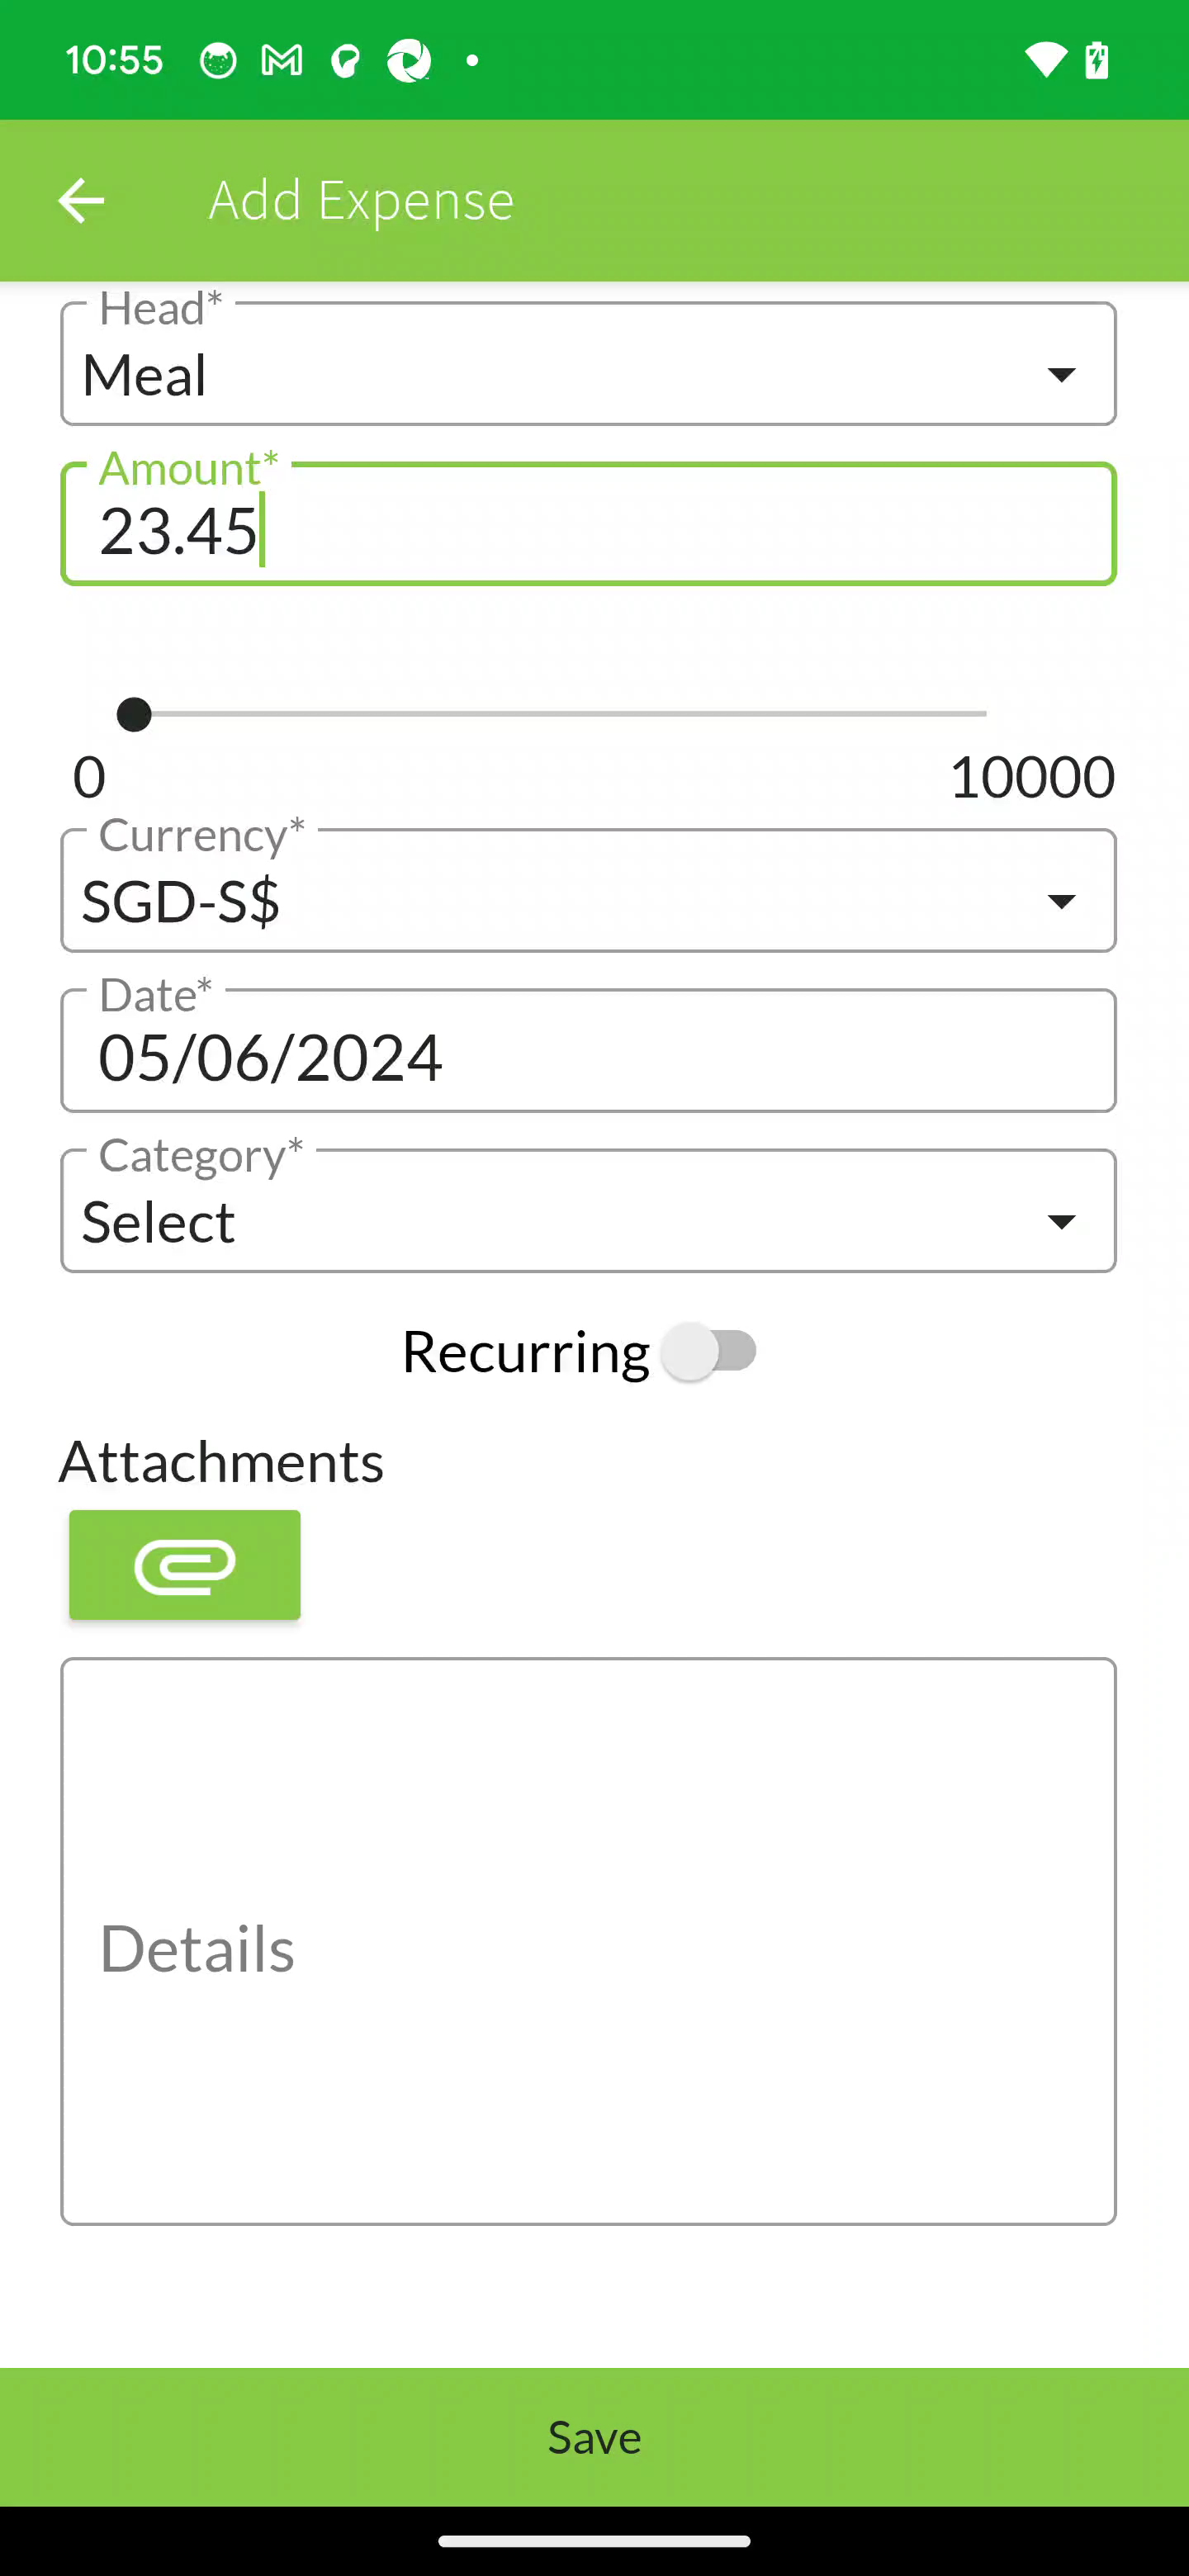 10:55
Add Expense
Head*
Meal
Amount*
23.45
0 10000
Currency*
SGD-S$
Date*
05/06/2024
Category*
Select
Recurring
Attachments
Details
Save